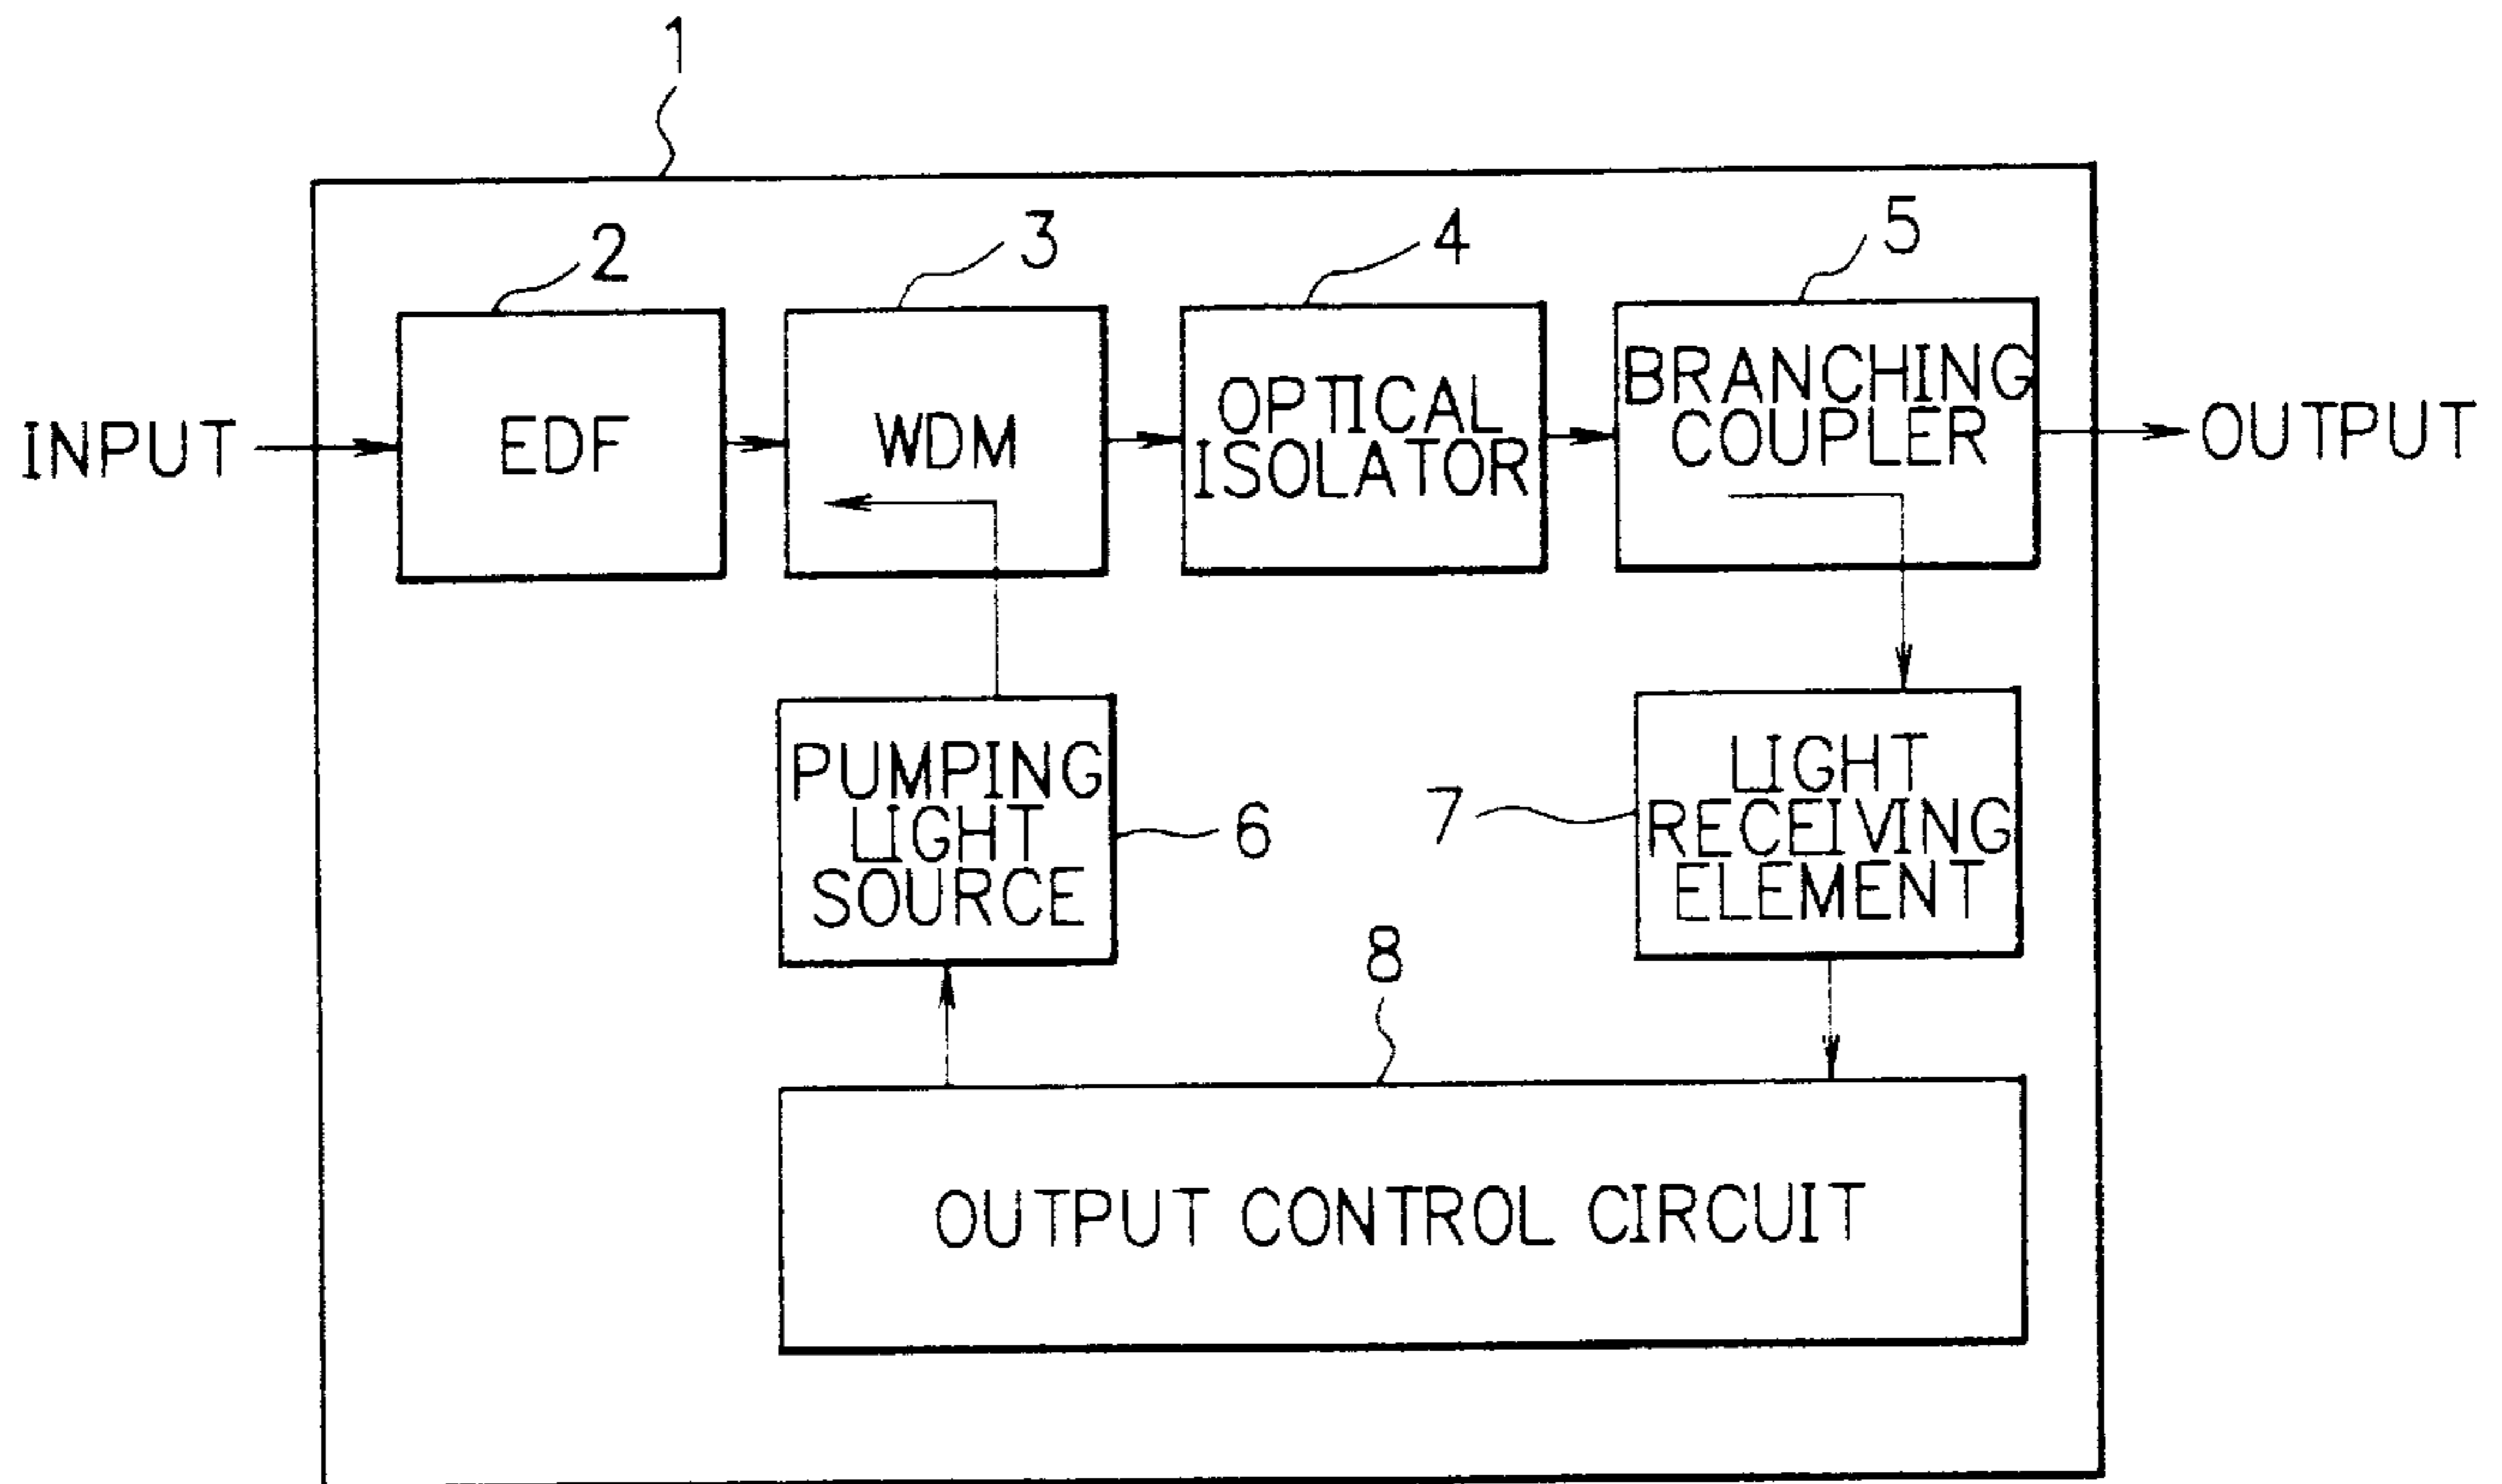 1
2
3
4
5
INPUT
EDF
WDM
OPTICAL
ISOLATOR
BRANCHING
COUPLER
OUTPUT
PUMPING
LIGHT
SOURCE
6
7
LIGHT
RECEIVING
ELEMENT
8
OUTPUT CONTROL CIRCUIT